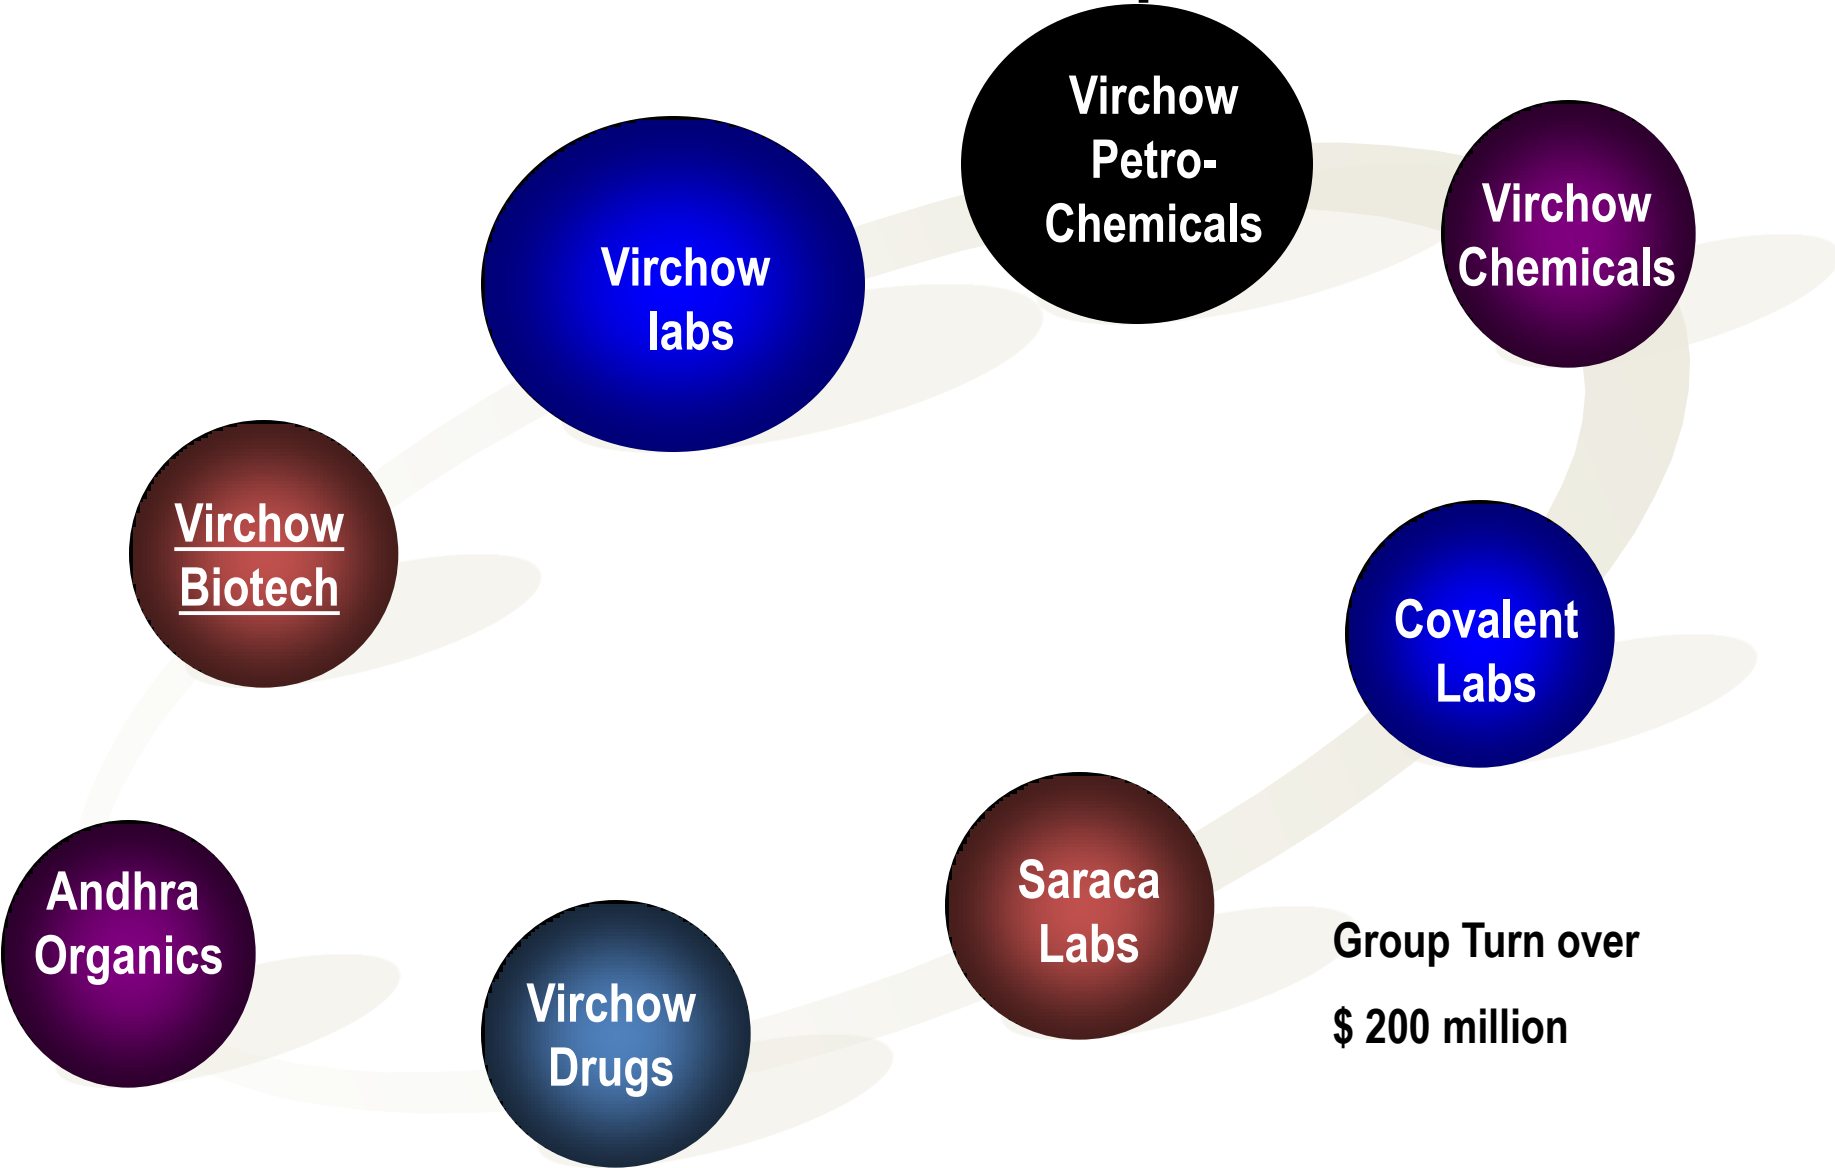 Virchow
Petro-
Chemicals
Virchow
Chemicals
Virchow
labs
Virchow
Biotech
Covalent
Labs
Saraca
Labs
Andhra
Organics
Virchow
Drugs
Group Turn over
$ 200 million